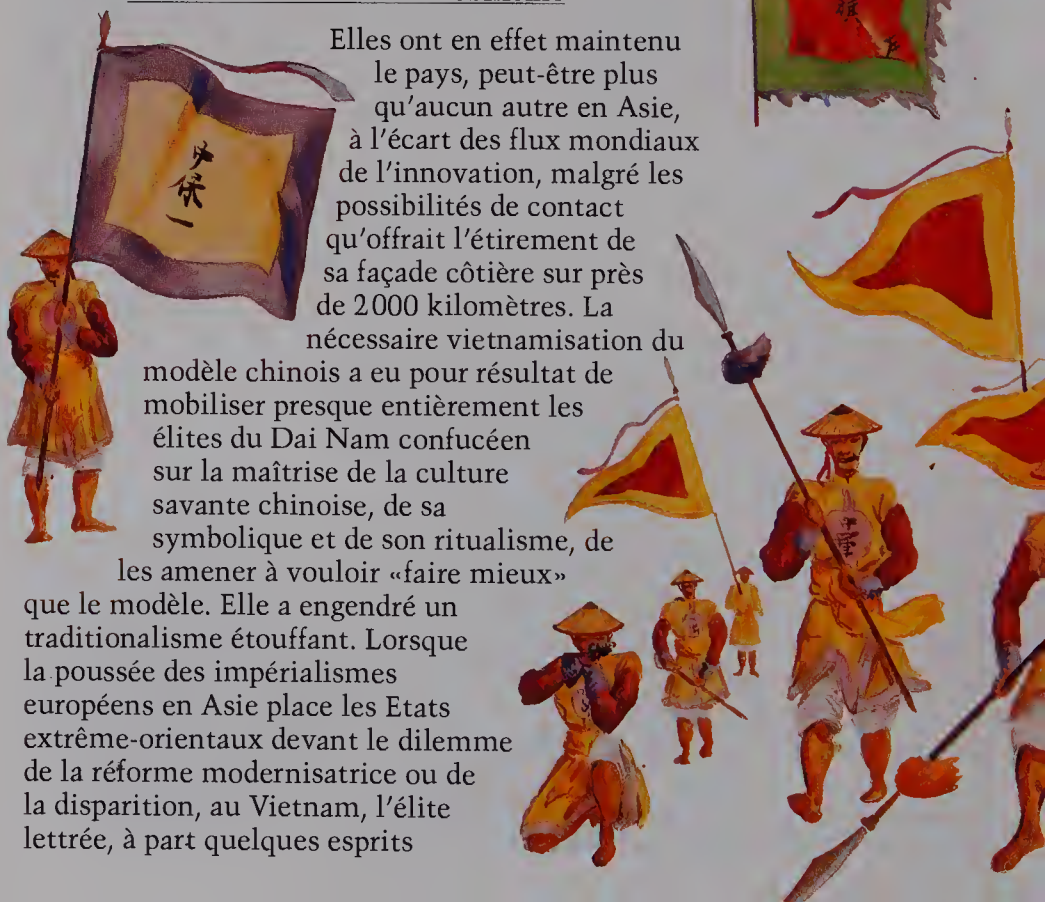 Elles ont en effet maintenu
le pays, peut-être plus
qu'aucun autre en Asie,
à l'écart des flux mondiaux
de l'innovation, malgré les
possibilités de contact
qu'offrait l'étirement de
sa façade côtière sur près
de 2000 kilomètres. La
nécessaire vietnamisation du
modèle chinois a eu pour résultat de
mobiliser presque entièrement les
élites du Dai Nam confucéen
sur la maîtrise de la culture
savante chinoise, de sa
symbolique et de son ritualisme, de
les amener à vouloir «faire mieux»
que le modèle. Elle a engendré un
traditionalisme étouffant. Lorsque
la poussée des impérialismes
européens en Asie place les Etats
extrême-orientaux devant le dilemme
de la réforme modernisatrice ou de
la disparition, au Vietnam, l'élite
lettrée, à part quelques esprits
保一